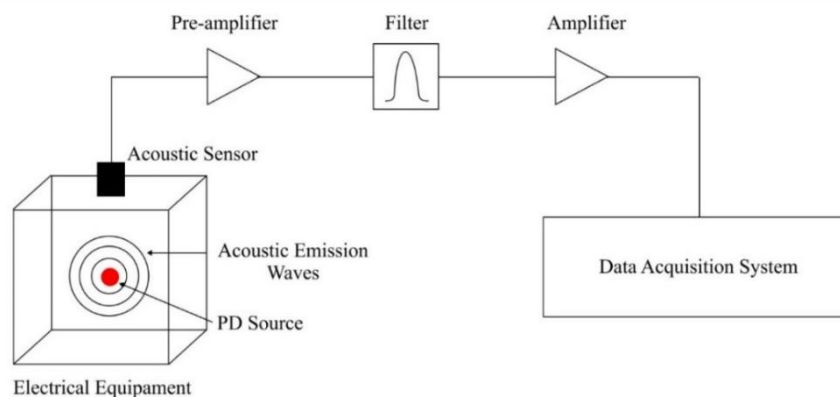 Pre-amplifier
Filter
Amplifier
Acoustic Sensor
Acoustic Emission
Waves
PD Source
Data Acquisition System
Electrical Equipament